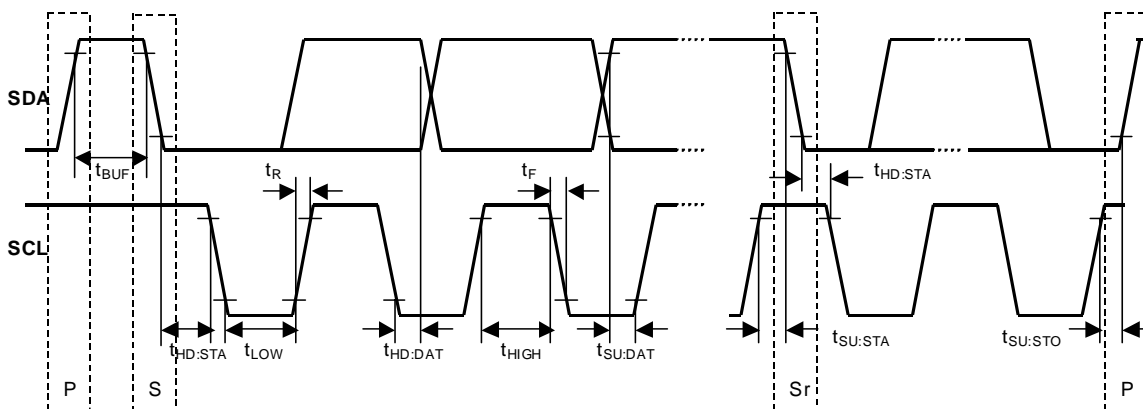 SDA
tBUF
tR
tF
tHD:STA
SCL
tHD:STA
tLOW
tHD:DAT
tHIGH
tSU:DAT
tSU:STA
tSU:STO
P
S
Sr
P